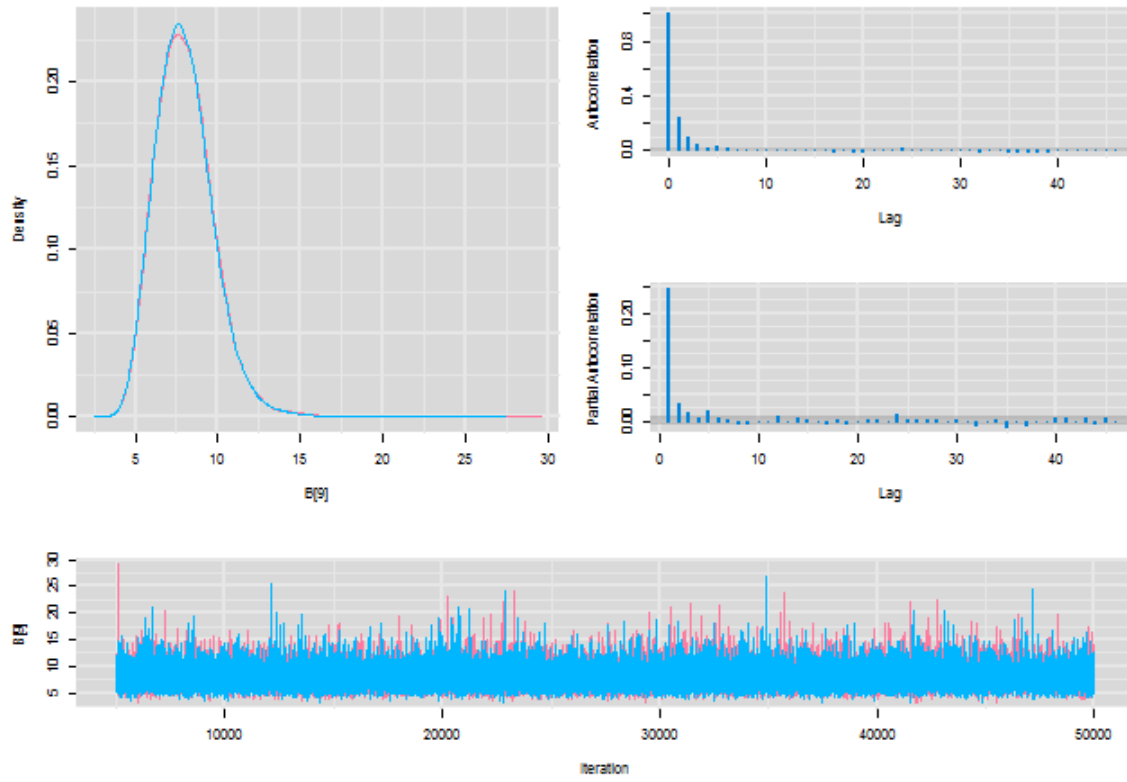 Density
0.00 0.05 0.10 0.15 0.20
5 10 15 20 25 30
B[9]
Autocorrelation
0.0 0.4 0.8
0 10 20 30 40
Lag
Partial Autocorrelation
0.00 0.10 0.20
0 10 20 30 40
Lag
B[9]
5 10 15 20 25 30
10000 20000 30000 40000 50000
Iteration